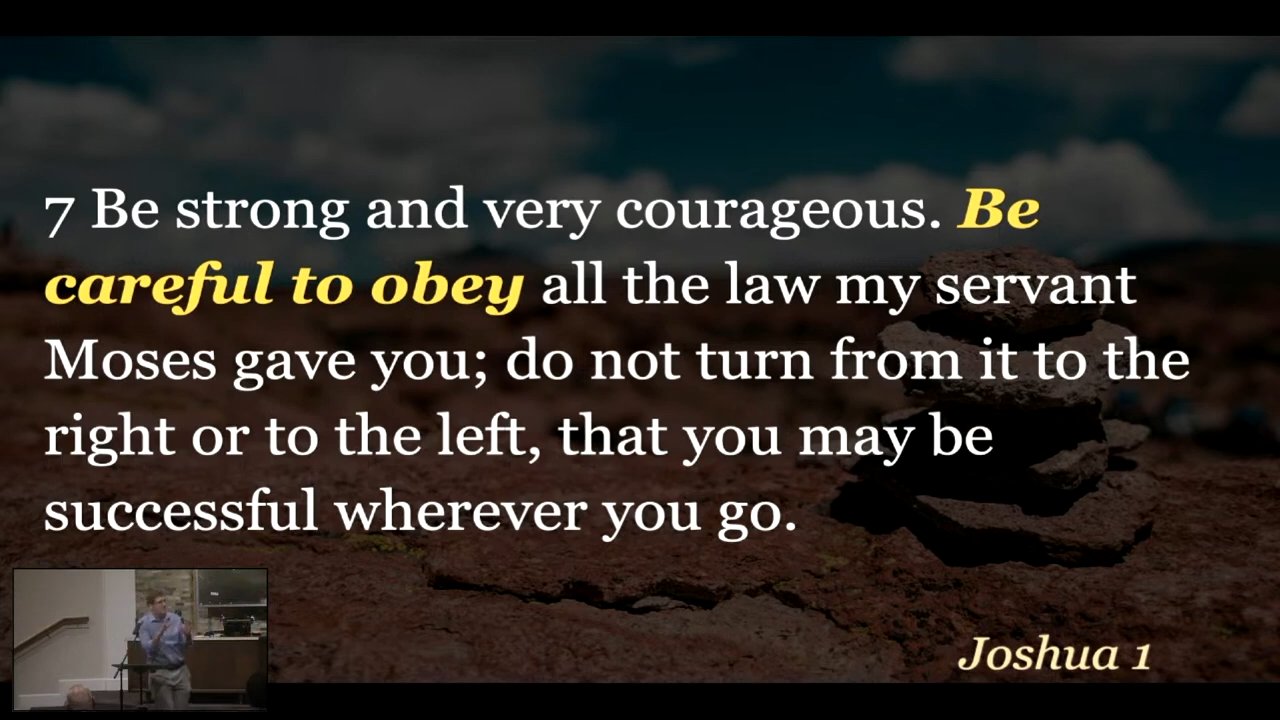 7 Be strong and very courageous. Be
careful to obey all the law my servant
Moses gave you; do not turn from it to the
right or to the left, that you may be
successful wherever you go.
Joshua 1